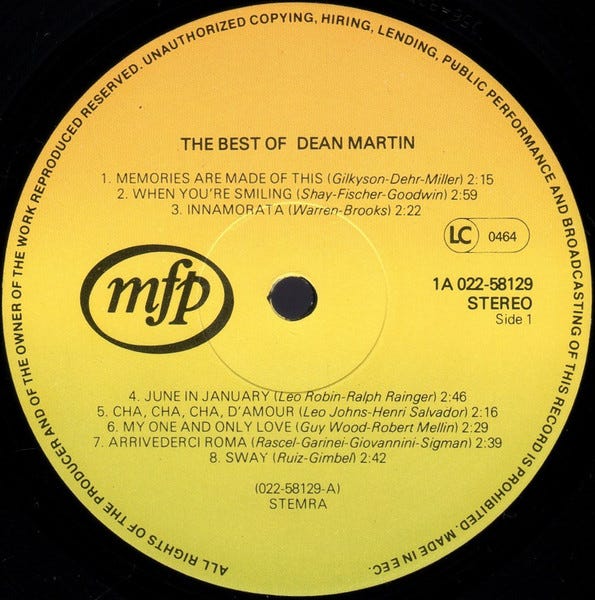 ALL RIGHTS OF THE PRODUCER AND OF THE OWNER OF THE WORK REPRODUCED RESERVED. UNAUTHORIZED COPYING, HIRING, LENDING, PUBLIC PERFORMANCE AND BROADCASTING OF THIS RECORD IS PROHIBITED. MADE IN EEC.
THE BEST OF DEAN MARTIN
1. MEMORIES ARE MADE OF THIS (Gilkyson-Dehr-Miller) 2:15
2. WHEN YOU'RE SMILING (Shay-Fischer-Goodwin) 2:59
3. INNAMORATA (Warren-Brooks) 2:22
LC 0464
mfp
1A 022-58129
STEREO
Side 1
4. JUNE IN JANUARY (Leo Robin-Ralph Rainger) 2:46
5. CHA, CHA, CHA, D'AMOUR (Leo Johns-Henri Salvador) 2:16
6. MY ONE AND ONLY LOVE (Guy Wood-Robert Mellin) 2:29
7. ARRIVEDERCI ROMA (Rascel-Garinei-Giovannini-Sigman) 2:39
8. SWAY (Ruiz-Gimbel) 2:42
(022-58129-A)
STEMRA